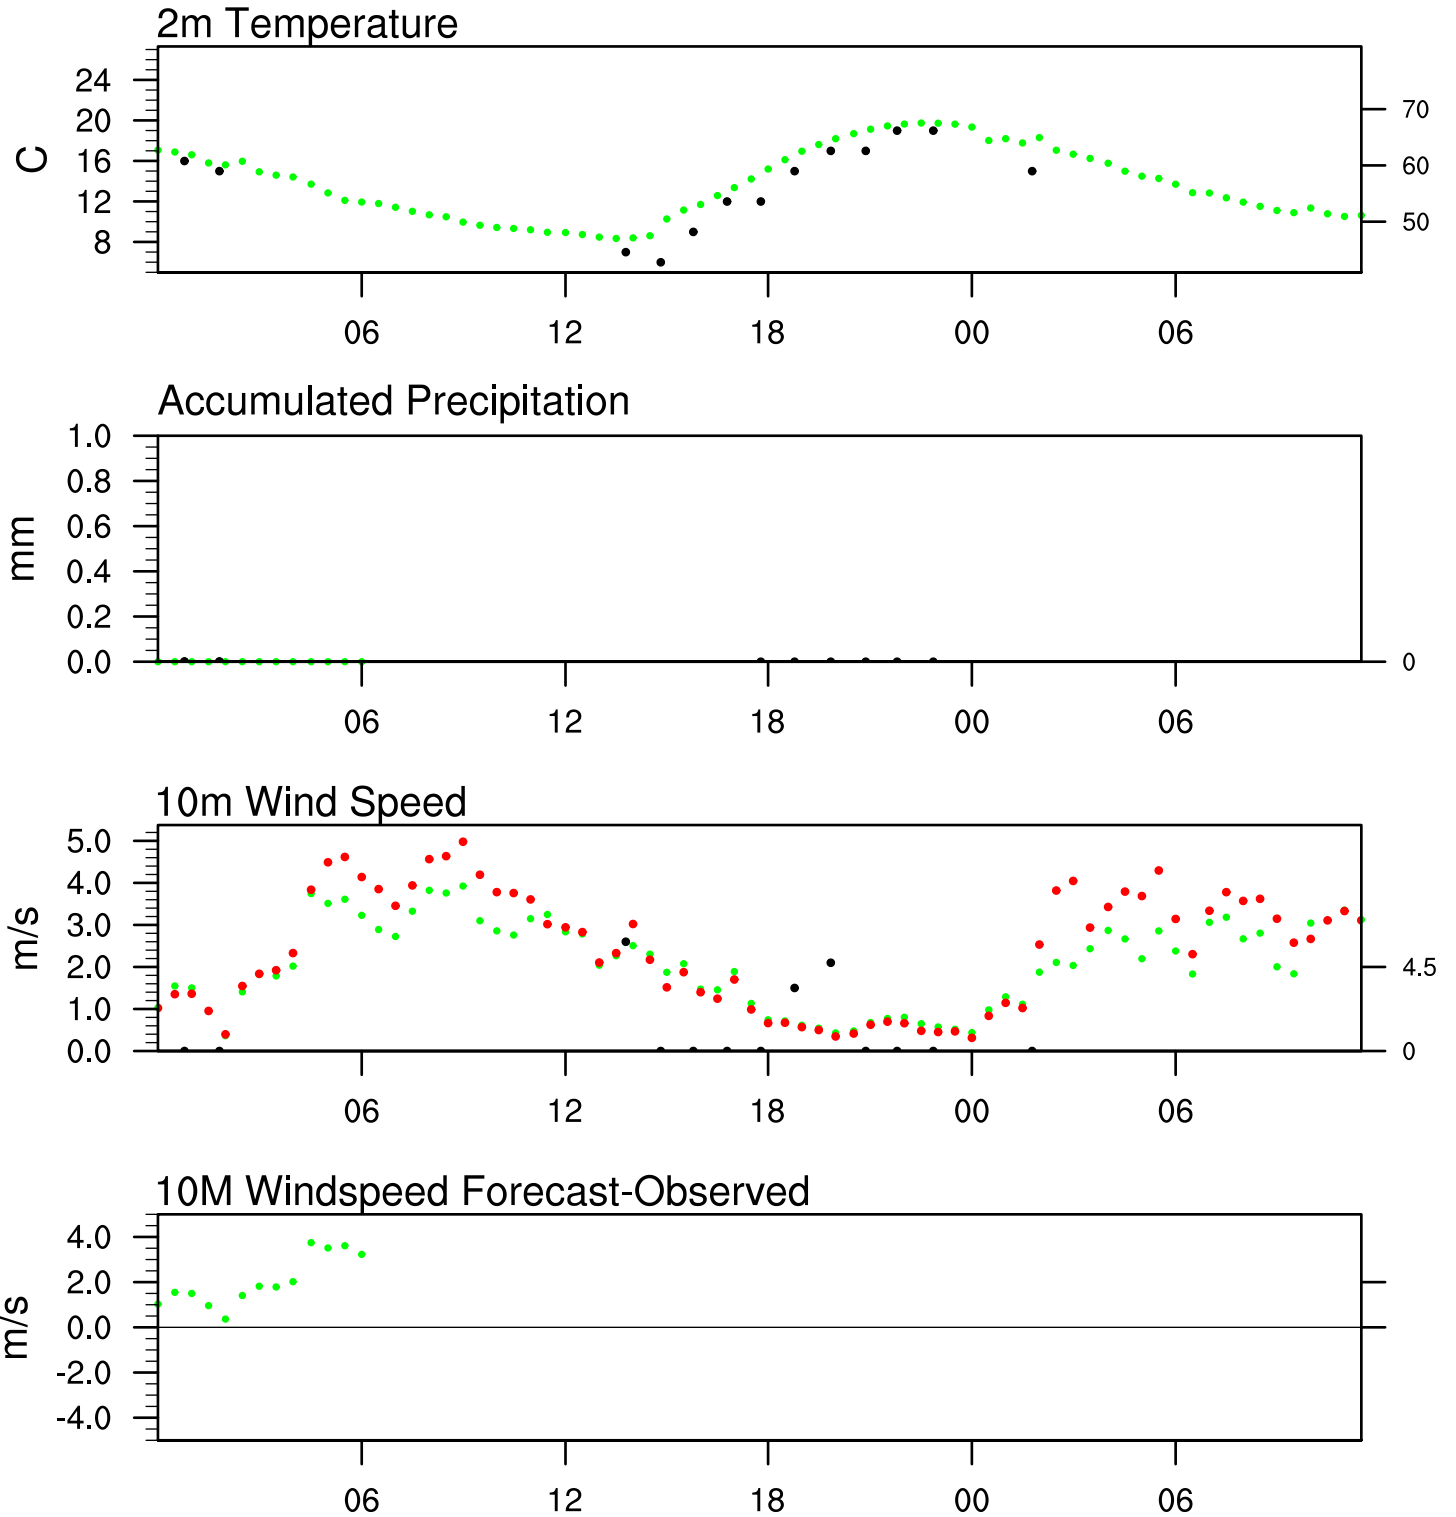 2m Temperature
24
20
16
12
8
C
70
60
50
06 12 18 00 06
Accumulated Precipitation
1.0
0.8
0.6
0.4
0.2
0.0
mm
0
06 12 18 00 06
10m Wind Speed
5.0
4.0
3.0
2.0
1.0
0.0
m/s
4.5
0
06 12 18 00 06
10M Windspeed Forecast-Observed
4.0
2.0
0.0
-2.0
-4.0
m/s
06 12 18 00 06